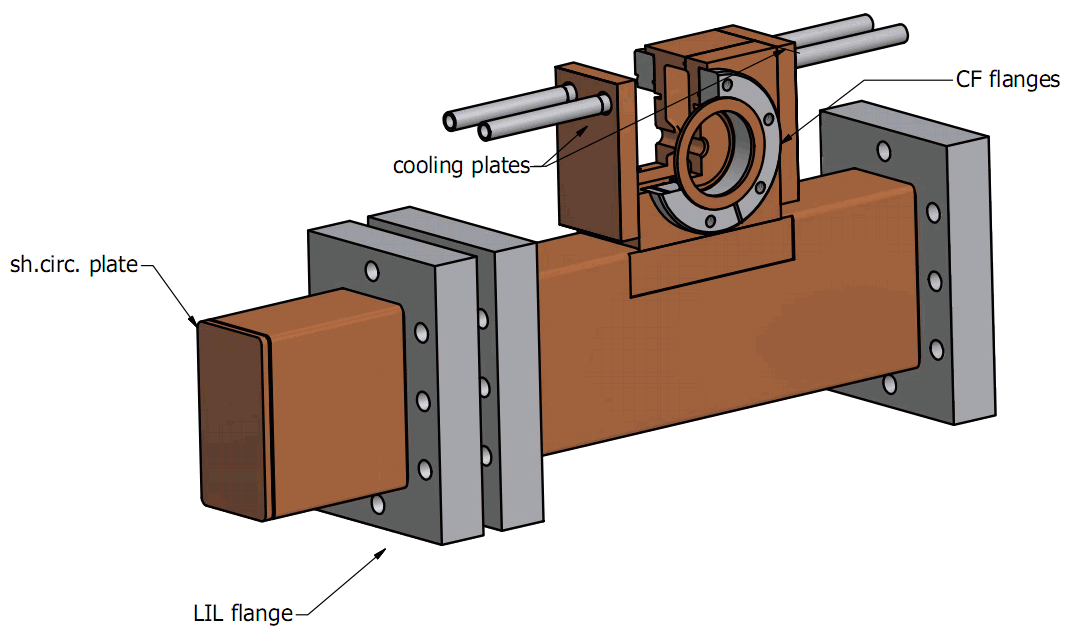 CF flanges
cooling plates
sh.circ. plate
LIL flange